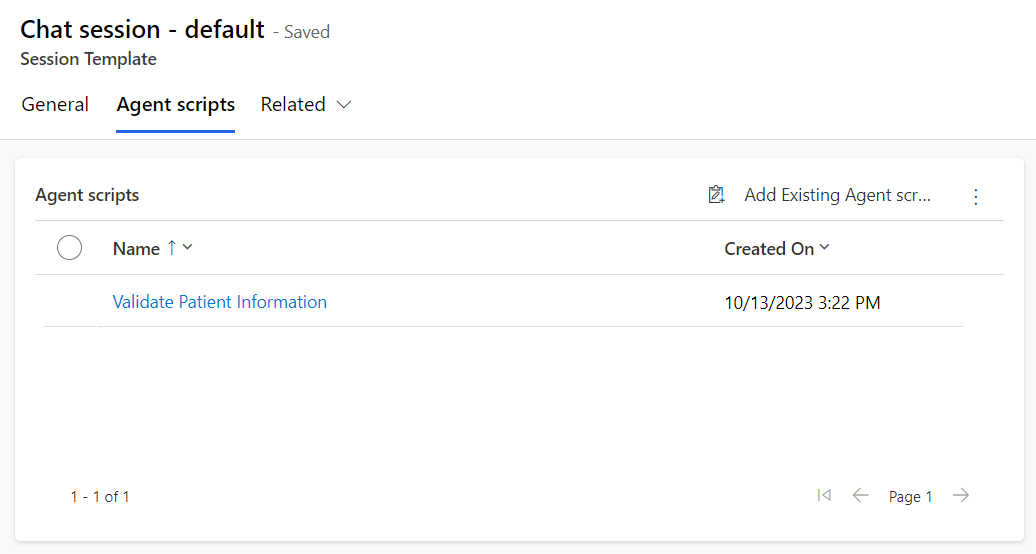 Chat session - default - Saved
Session Template
General Agent scripts Related
Agent scripts Add Existing Agent scr...
Name Created On
Validate Patient Information 10/13/2023 3:22 PM
1 - 1 of 1 Page 1